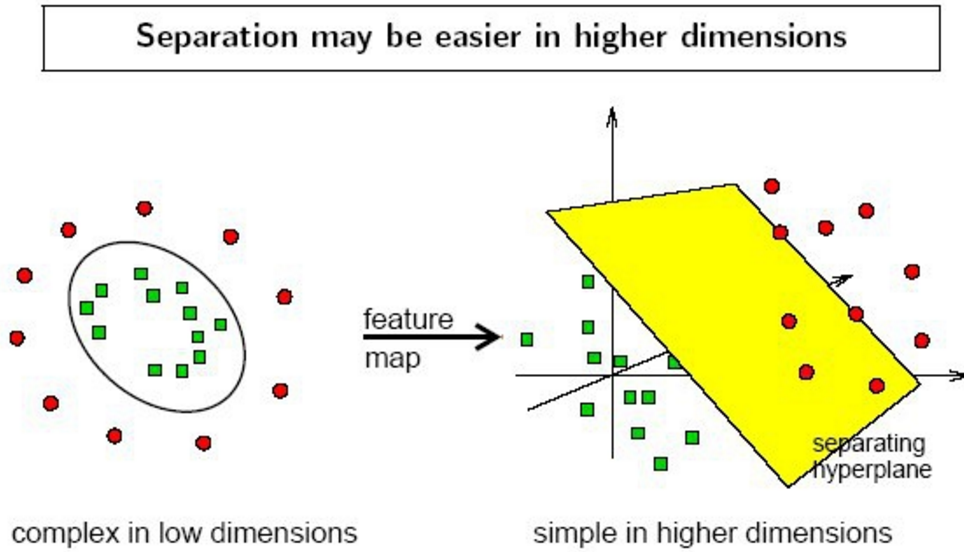 Separation may be easier in higher dimensions
feature
map
separating
hyperplane
complex in low dimensions
simple in higher dimensions